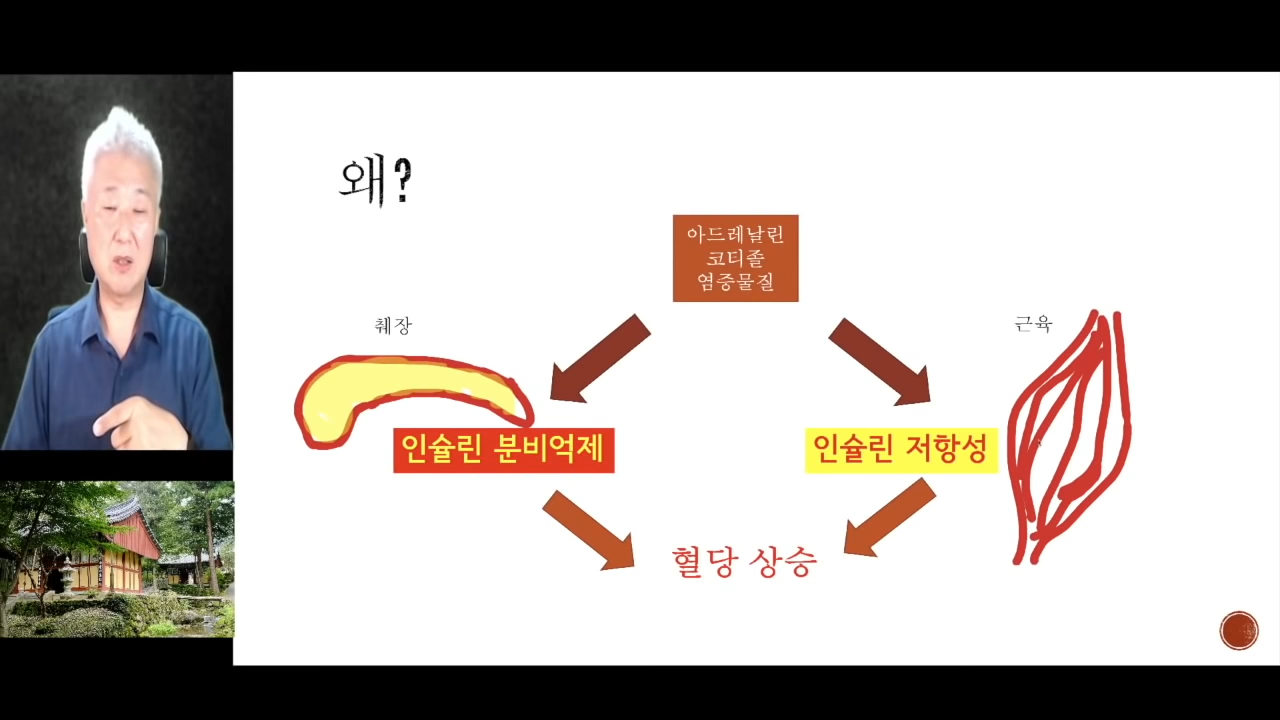 왜?
아드레날린
코티졸
염증물질
췌장
근육
인슐린 분비억제
인슐린 저항성
혈당 상승